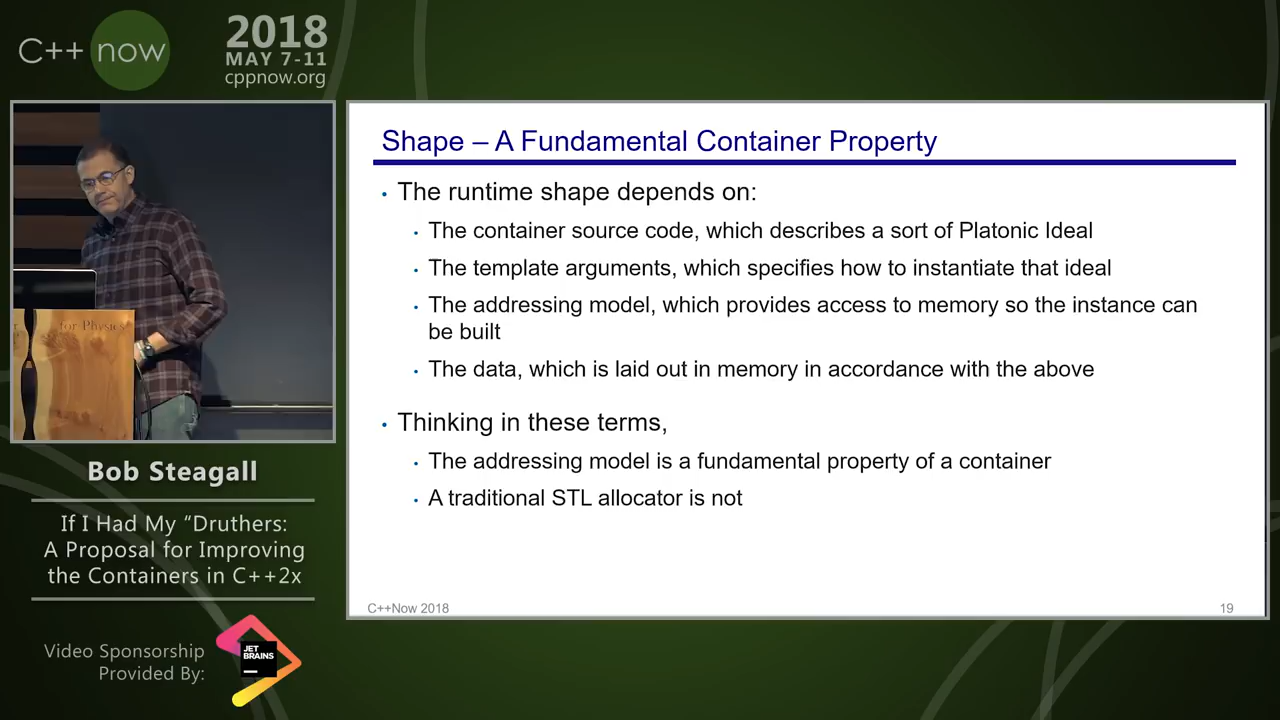 C++ now
2018
MAY 7-11
cppnow.org
for Physics
Bob Steagall
If I Had My “Druthers:
A Proposal for Improving
the Containers in C++2x
Video Sponsorship
Provided By:
JET
BRAINS
Shape – A Fundamental Container Property
• The runtime shape depends on:
• The container source code, which describes a sort of Platonic Ideal
• The template arguments, which specifies how to instantiate that ideal
• The addressing model, which provides access to memory so the instance can
be built
• The data, which is laid out in memory in accordance with the above
• Thinking in these terms,
• The addressing model is a fundamental property of a container
• A traditional STL allocator is not
C++Now 2018
19